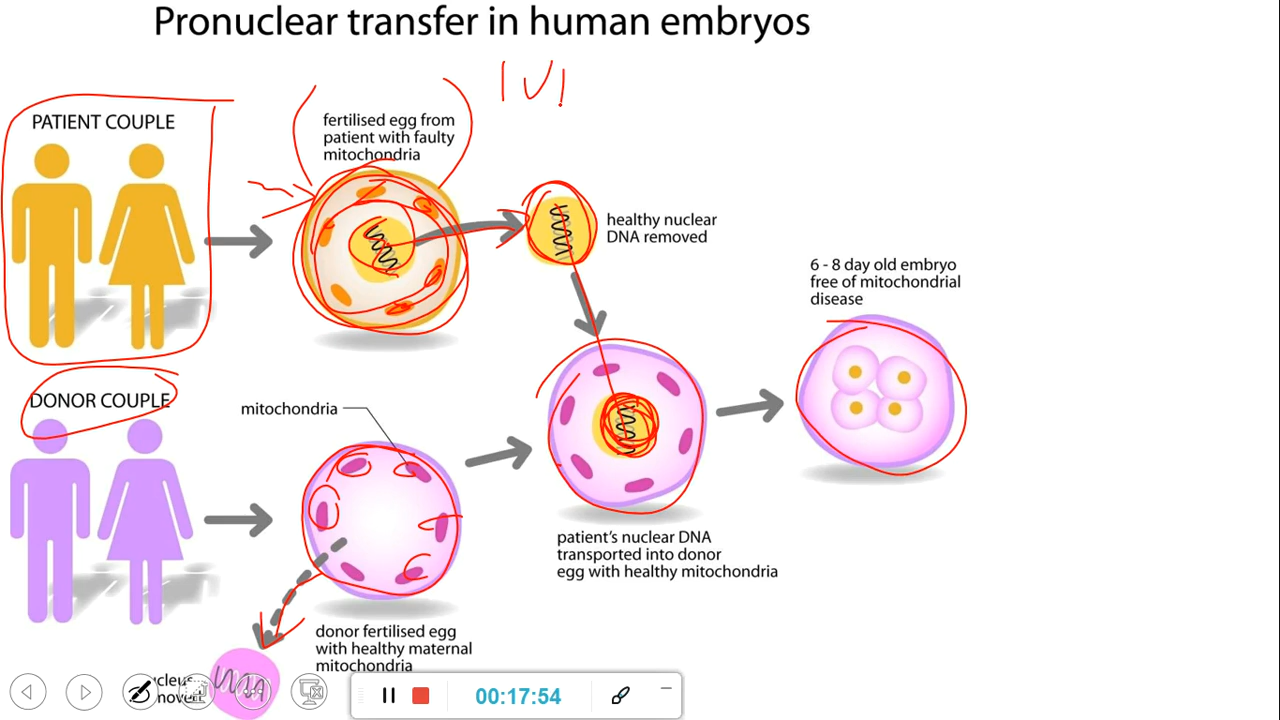 Pronuclear transfer in human embryos
PATIENT COUPLE
fertilised egg from
patient with faulty
mitochondria
healthy nuclear
DNA removed
6 - 8 day old embryo
free of mitochondrial
disease
DONOR COUPLE
mitochondria
patient's nuclear DNA
transported into donor
egg with healthy mitochondria
donor fertilised egg
with healthy maternal
mitochondria
00:17:54